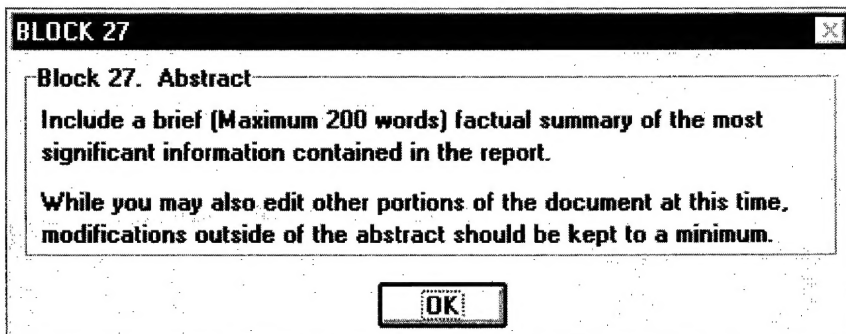 BLOCK 27
Block 27. Abstract
Include a brief (Maximum 200 words) factual summary of the most
significant information contained in the report.
While you may also edit other portions of the document at this time,
modifications outside of the abstract should be kept to a minimum.
OK